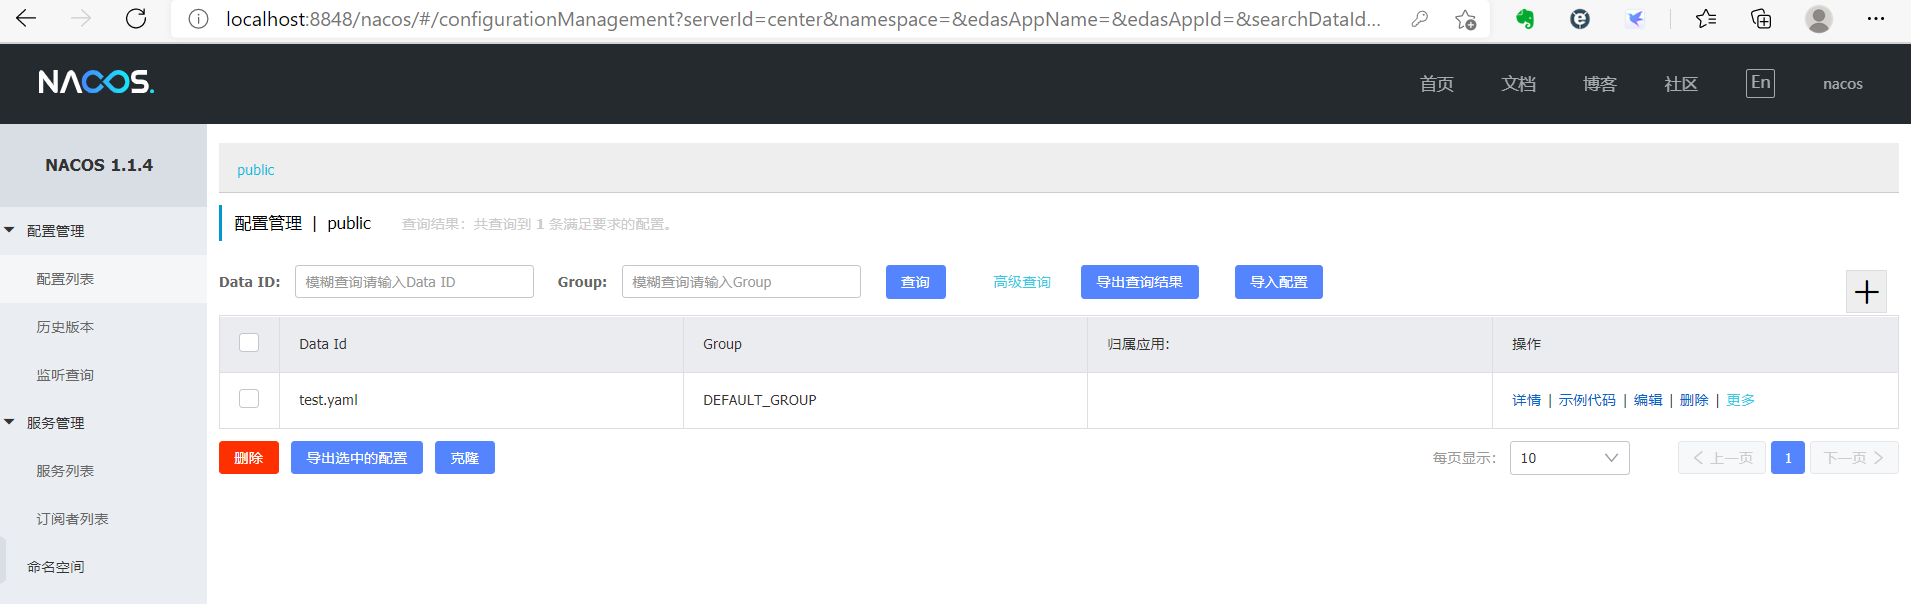 localhost:8848/nacos/#/configurationManagement?serverId=center&namespace=&edasAppName=&edasAppId=&searchDataId...
NACOS.
首页 文档 博客 社区 En nacos
NACOS 1.1.4
配置管理
配置列表
历史版本
监听查询
服务管理
服务列表
订阅者列表
命名空间
public
配置管理 | public 查询结果：共查询到 1 条满足要求的配置。
Data ID: 模糊查询请输入Data ID Group: 模糊查询请输入Group 查询 高级查询 导出查询结果 导入配置
Data Id Group 归属应用: 操作
test.yaml DEFAULT_GROUP 详情 | 示例代码 | 编辑 | 删除 | 更多
删除 导出选中的配置 克隆 每页显示： 10 上一页 1 下一页